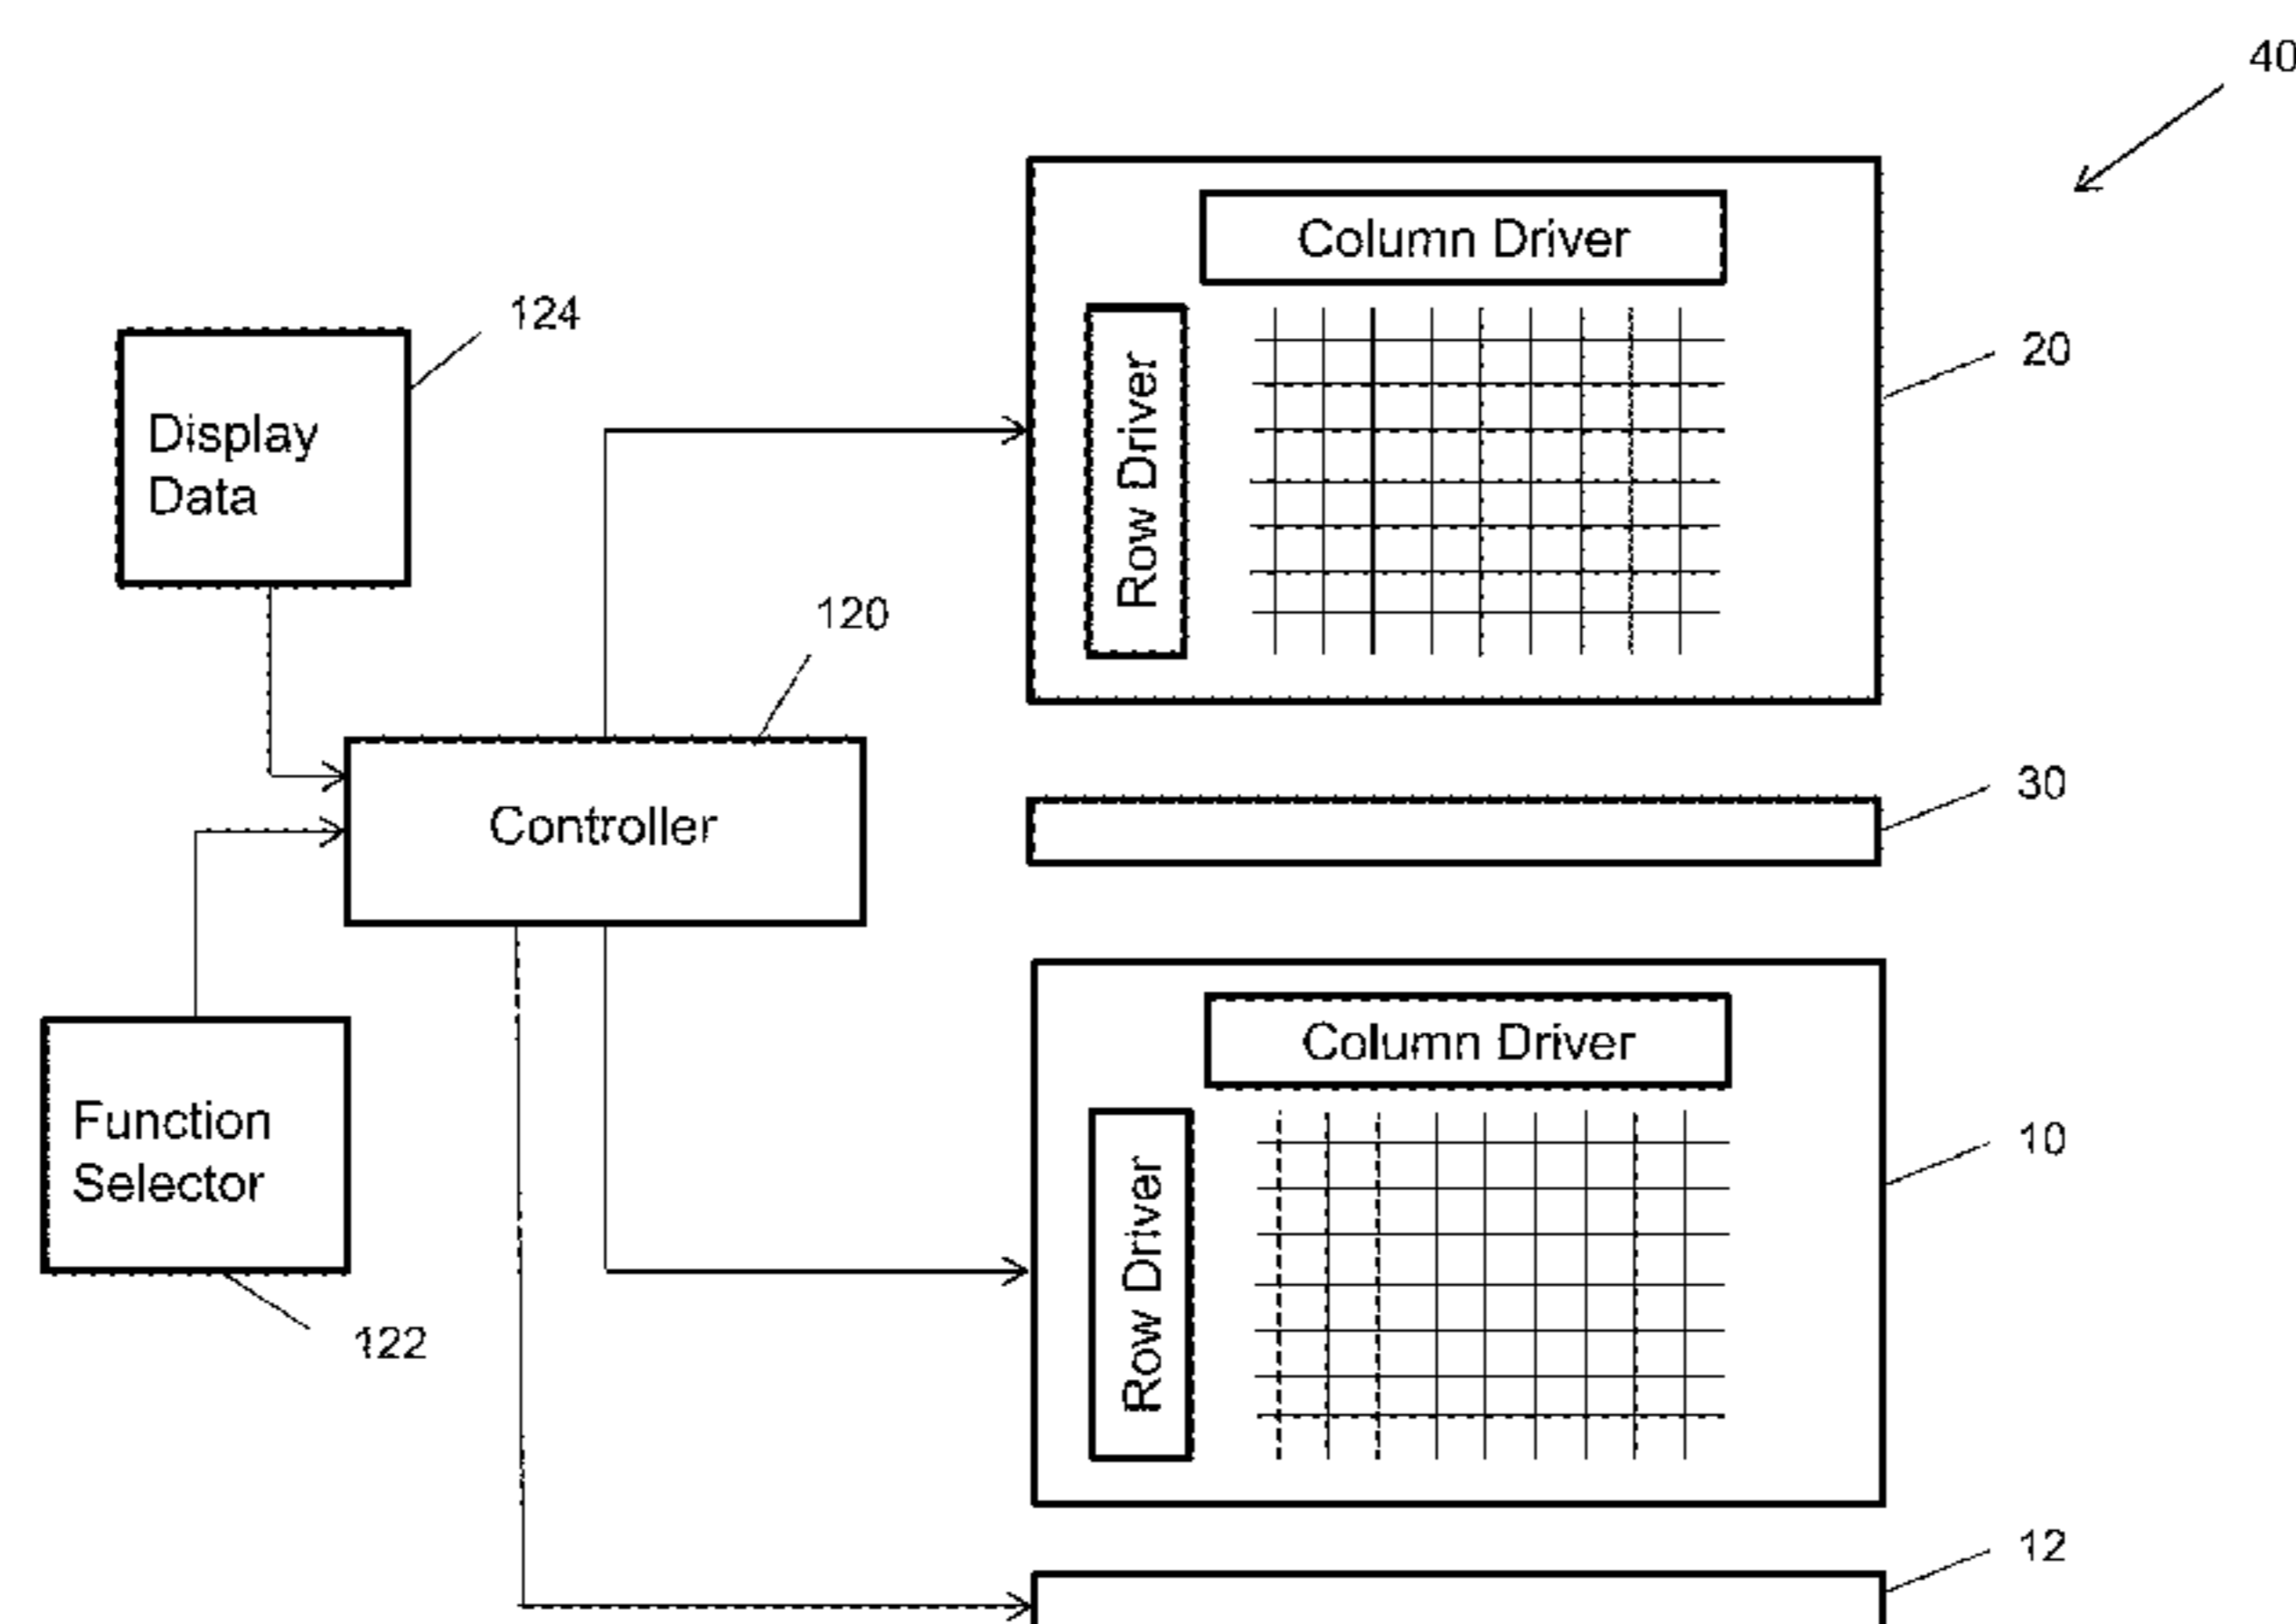 40
Column Driver
124
20
Row Driver
Display
Data
120
30
Controller
Column Driver
Function
Selector
10
Row Driver
122
12